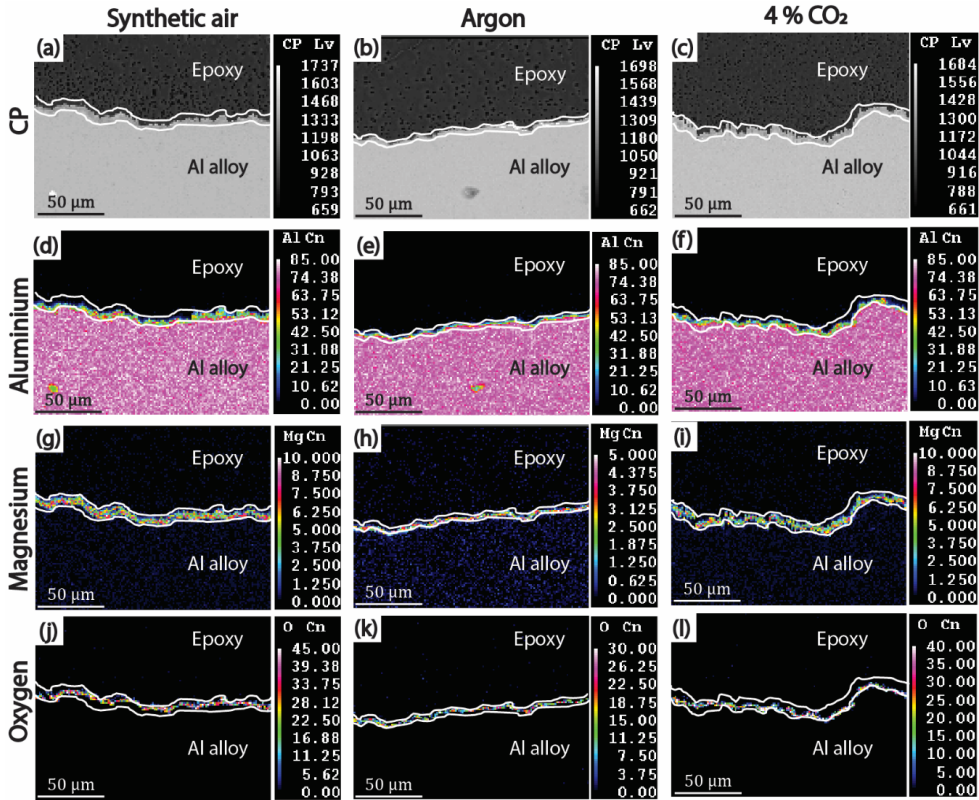 Synthetic air
Argon
4 % CO₂
CP
(a)
Epoxy
Al alloy
50 µm
CP Lv
1737
1603
1468
1333
1198
1063
928
793
659
(b)
Epoxy
Al alloy
50 µm
CP Lv
1698
1568
1439
1309
1180
1050
921
791
662
(c)
Epoxy
Al alloy
50 µm
CP Lv
1684
1556
1428
1300
1172
1044
916
788
661
Aluminium
(d)
Epoxy
Al alloy
50 µm
Al Cn
85.00
74.38
63.75
53.12
42.50
31.88
21.25
10.62
0.00
(e)
Epoxy
Al alloy
50 µm
Al Cn
85.00
74.38
63.75
53.13
42.50
31.88
21.25
10.62
0.00
(f)
Epoxy
Al alloy
50 µm
Al Cn
85.00
74.38
63.75
53.13
42.50
31.88
21.25
10.63
0.00
Magnesium
(g)
Epoxy
Al alloy
50 µm
Mg Cn
10.000
8.750
7.500
6.250
5.000
3.750
2.500
1.250
0.000
(h)
Epoxy
Al alloy
50 µm
Mg Cn
5.000
4.375
3.750
3.125
2.500
1.875
1.250
0.625
0.000
(i)
Epoxy
Al alloy
50 µm
Mg Cn
10.000
8.750
7.500
6.250
5.000
3.750
2.500
1.250
0.000
Oxygen
(j)
Epoxy
Al alloy
50 µm
O Cn
45.00
39.38
33.75
28.12
22.50
16.88
11.25
5.62
0.00
(k)
Epoxy
Al alloy
50 µm
O Cn
30.00
26.25
22.50
18.75
15.00
11.25
7.50
3.75
0.00
(l)
Epoxy
Al alloy
50 µm
O Cn
40.00
35.00
30.00
25.00
20.00
15.00
10.00
5.00
0.00